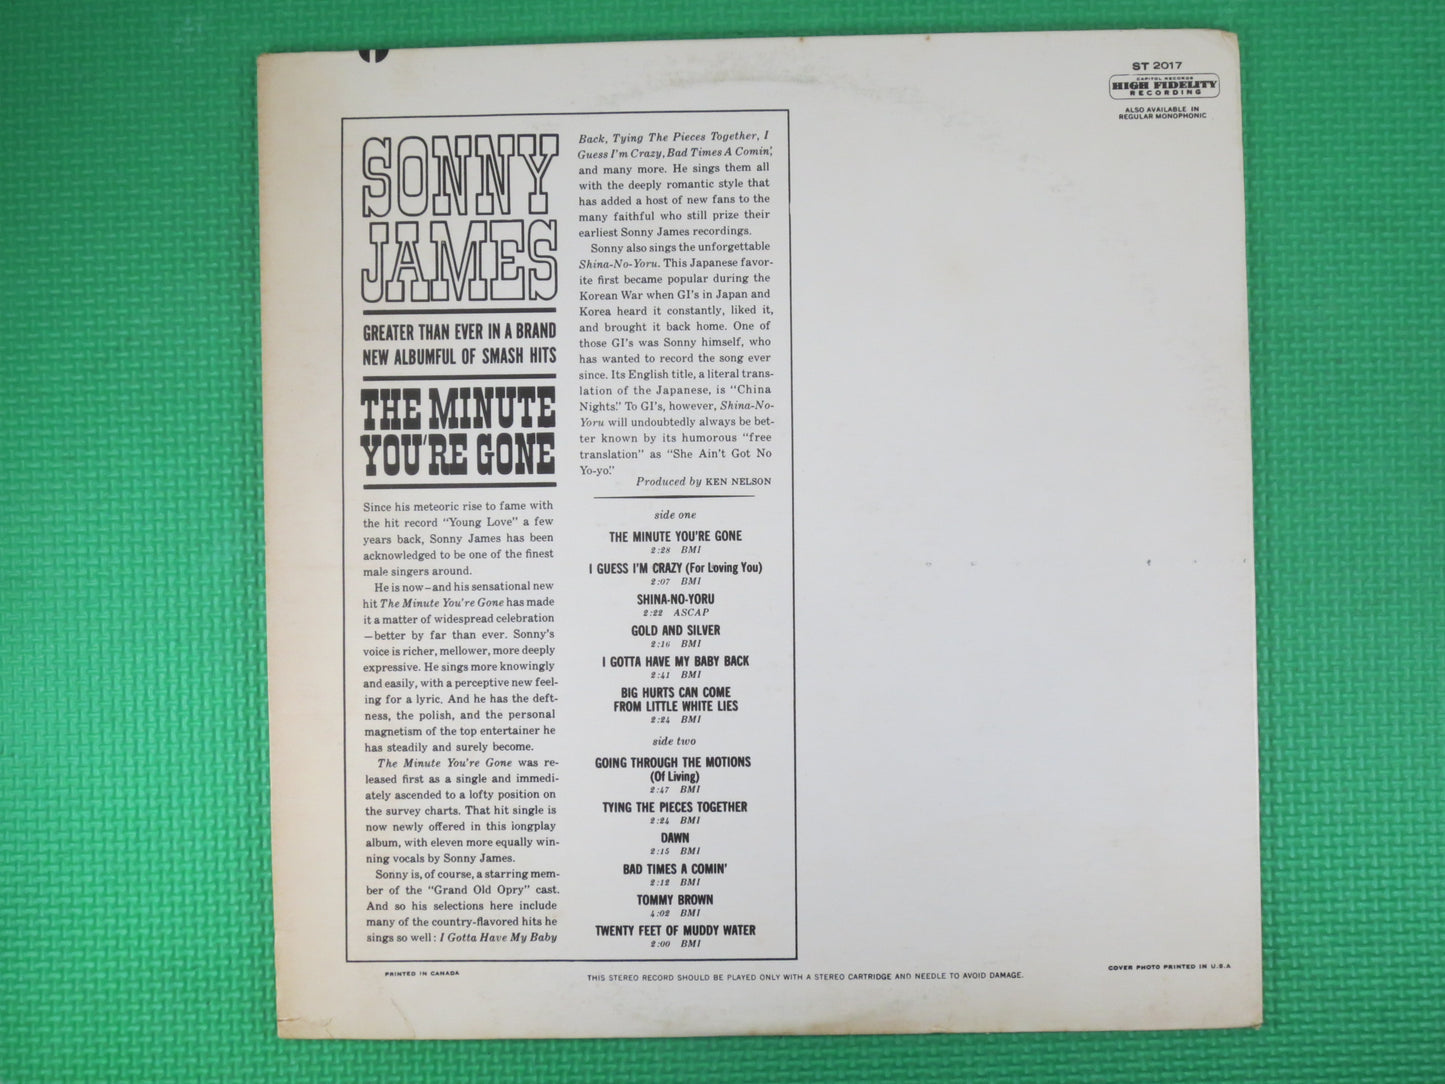 ST 2017
CAPITOL RECORDS
HIGH FIDELITY
RECORDING
ALSO AVAILABLE IN
REGULAR MONOPHONIC
SONNY
JAMES
GREATER THAN EVER IN A BRAND
NEW ALBUMFUL OF SMASH HITS
THE MINUTE
YOU'RE GONE
Since his meteoric rise to fame with
the hit record "Young Love" a few
years back, Sonny James has been
acknowledged to be one of the finest
male singers around.
He is now—and his sensational new
hit The Minute You're Gone has made
it a matter of widespread celebration
—better by far than ever. Sonny's
voice is richer, mellower, more deeply
expressive. He sings more knowingly
and easily, with a perceptive new feel-
ing for a lyric. And he has the deft-
ness, the polish, and the personal
magnetism of the top entertainer he
has steadily and surely become.
The Minute You're Gone was re-
leased first as a single and immedi-
ately ascended to a lofty position on
the survey charts. That hit single is
now newly offered in this longplay
album, with eleven more equally win-
ning vocals by Sonny James.
Sonny is, of course, a starring mem-
ber of the "Grand Old Opry" cast.
And so his selections here include
many of the country-flavored hits he
sings so well: I Gotta Have My Baby
Back, Tying The Pieces Together, I
Guess I'm Crazy, Bad Times A Comin',
and many more. He sings them all
with the deeply romantic style that
has added a host of new fans to the
many faithful who still prize their
earliest Sonny James recordings.
Sonny also sings the unforgettable
Shina-No-Yoru. This Japanese favor-
ite first became popular during the
Korean War when GI's in Japan and
Korea heard it constantly, liked it,
and brought it back home. One of
those GI's was Sonny himself, who
has wanted to record the song ever
since. Its English title, a literal trans-
lation of the Japanese, is "China
Nights." To GI's, however, Shina-No-
Yoru will undoubtedly always be bet-
ter known by its humorous "free
translation" as "She Ain't Got No
Yo-yo."
Produced by KEN NELSON
side one
THE MINUTE YOU'RE GONE
2:28 BMI
I GUESS I'M CRAZY (For Loving You)
2:07 BMI
SHINA-NO-YORU
2:22 ASCAP
GOLD AND SILVER
2:16 BMI
I GOTTA HAVE MY BABY BACK
2:41 BMI
BIG HURTS CAN COME
FROM LITTLE WHITE LIES
2:24 BMI
side two
GOING THROUGH THE MOTIONS
(Of Living)
2:47 BMI
TYING THE PIECES TOGETHER
2:24 BMI
DAWN
2:15 BMI
BAD TIMES A COMIN'
2:12 BMI
TOMMY BROWN
4:02 BMI
TWENTY FEET OF MUDDY WATER
2:00 BMI
PRINTED IN CANADA
THIS STEREO RECORD SHOULD BE PLAYED ONLY WITH A STEREO CARTRIDGE AND NEEDLE TO AVOID DAMAGE.
COVER PHOTO PRINTED IN U.S.A